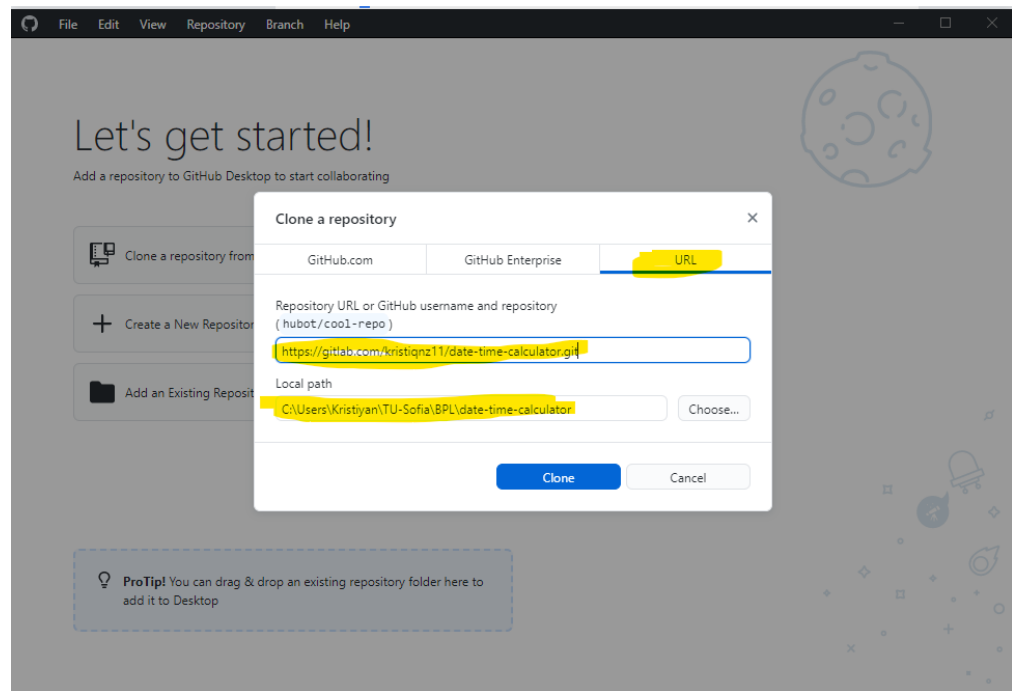 File Edit View Repository Branch Help
Let's get started!
Add a repository to GitHub Desktop to start collaborating
Clone a repository from
Create a New Repositor
Add an Existing Reposit
Clone a repository
GitHub.com GitHub Enterprise URL
Repository URL or GitHub username and repository
(hubot/cool-repo)
https://gitlab.com/kristiqnz11/date-time-calculator.git
Local path
C:\Users\Kristiyan\TU-Sofia\BPL\date-time-calculator
Choose...
Clone Cancel
ProTip! You can drag & drop an existing repository folder here to
add it to Desktop